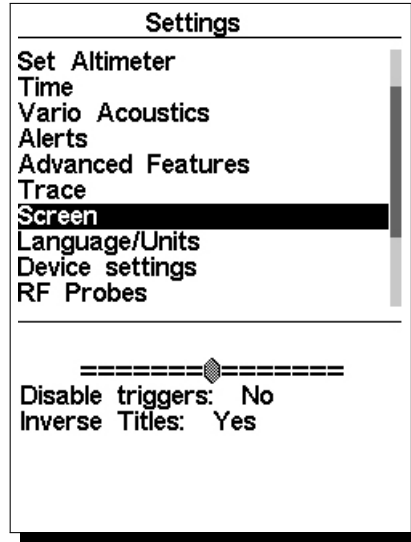 Settings
Set Altimeter
Time
Vario Acoustics
Alerts
Advanced Features
Trace
Screen
Language/Units
Device settings
RF Probes
Disable triggers: No
Inverse Titles: Yes